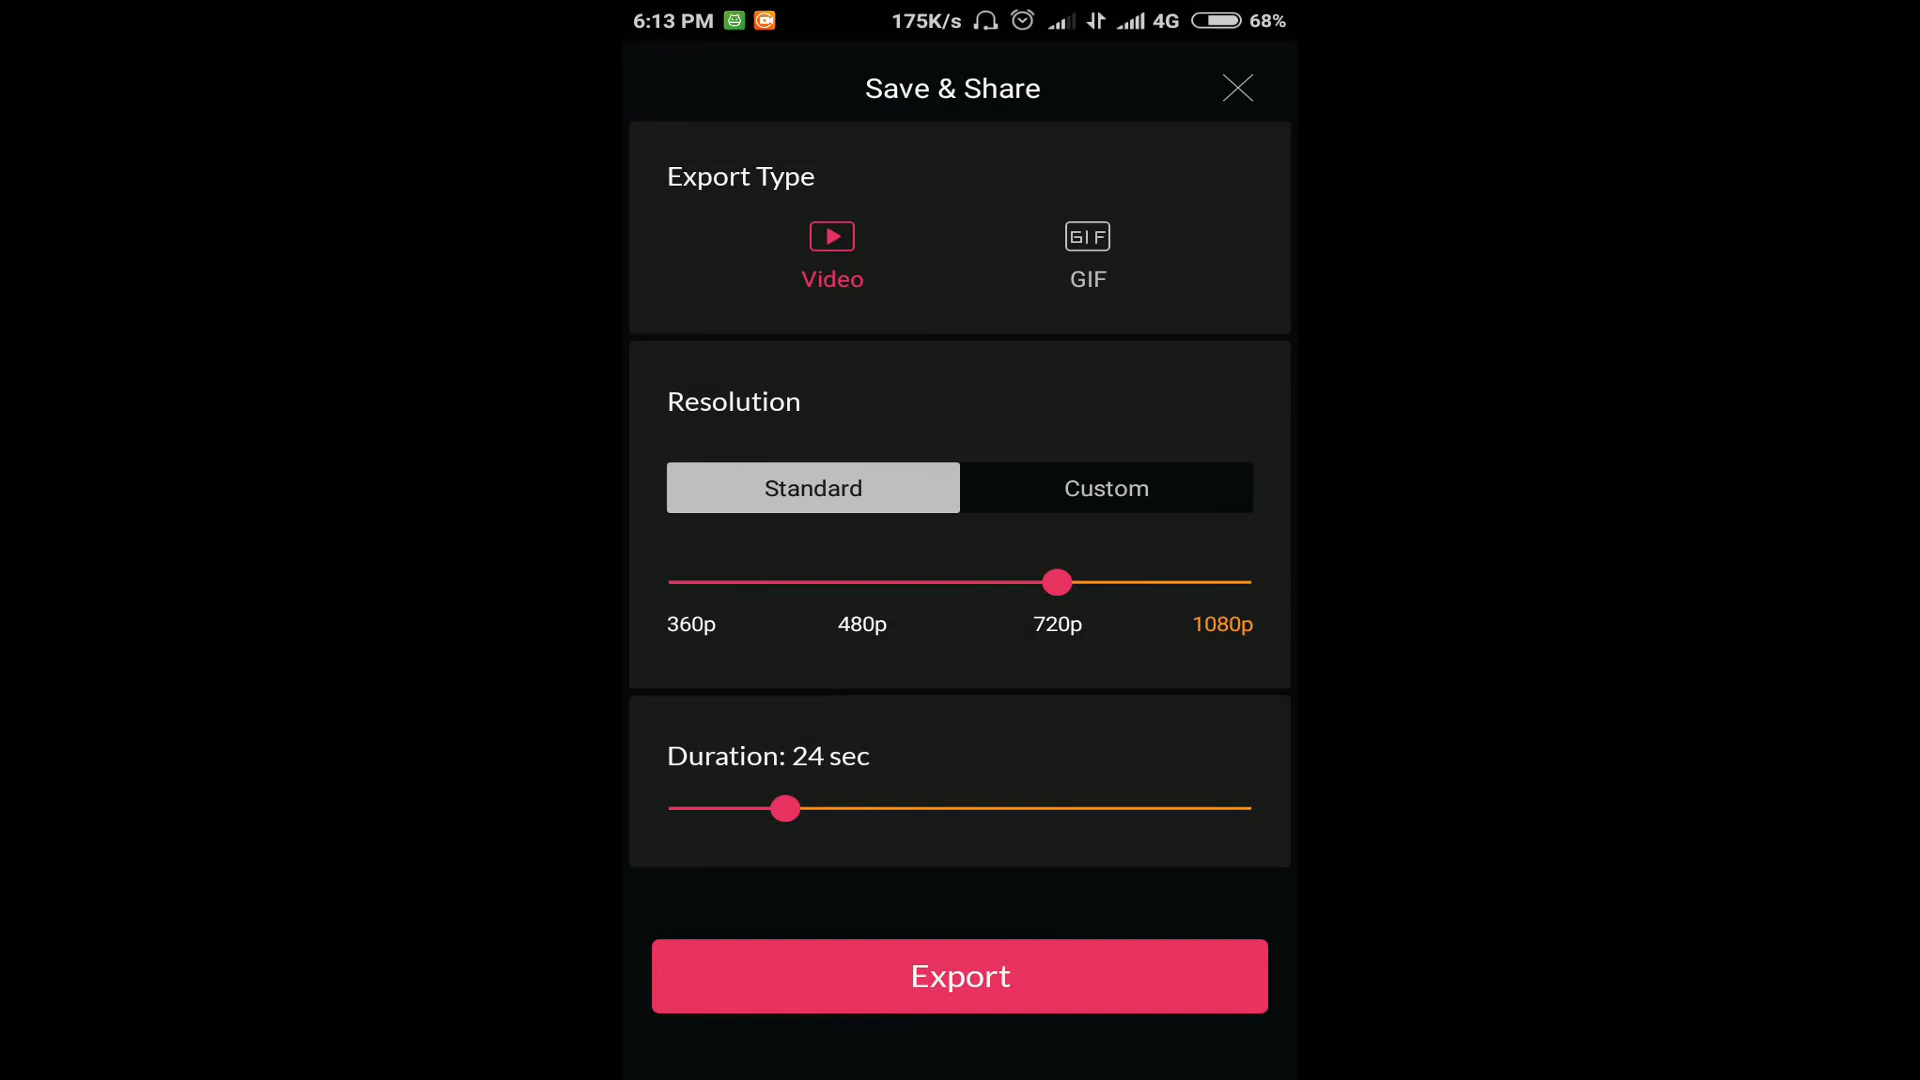 6:13 PM 175K/s 4G 68%
Save & Share
Export Type
GIF
Video GIF
Resolution
Standard Custom
360p 480p 720p 1080p
Duration: 24 sec
Export